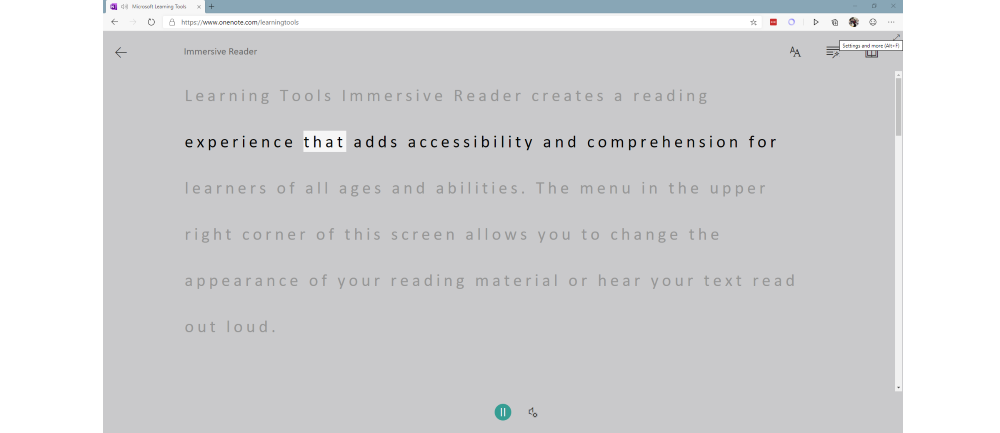 Microsoft Learning Tools
https://www.onenote.com/learningtools
Settings and more (Alt+F)
Immersive Reader
Learning Tools Immersive Reader creates a reading
experience that adds accessibility and comprehension for
learners of all ages and abilities. The menu in the upper
right corner of this screen allows you to change the
appearance of your reading material or hear your text read
out loud.